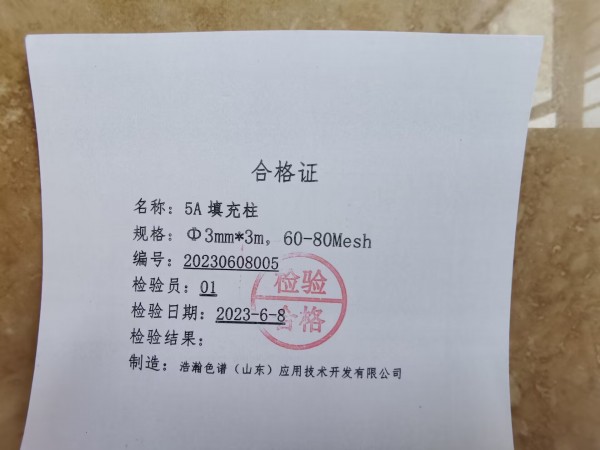 合格证
名称：5A 填充柱
规格：Φ3mm*3m，60-80Mesh
编号：20230608005
检验员：01
检验日期：2023-6-8
检验结果：
检验
合格
制造：浩瀚色谱（山东）应用技术开发有限公司